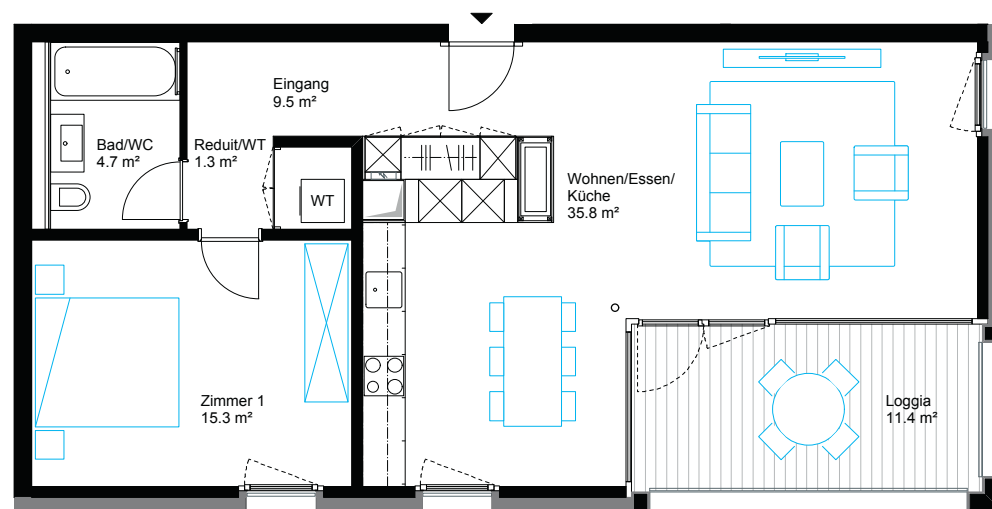 Eingang
9.5 m²
Bad/WC
4.7 m²
Reduit/WT
1.3 m²
WT
Wohnen/Essen/
Küche
35.8 m²
Zimmer 1
15.3 m²
Loggia
11.4 m²